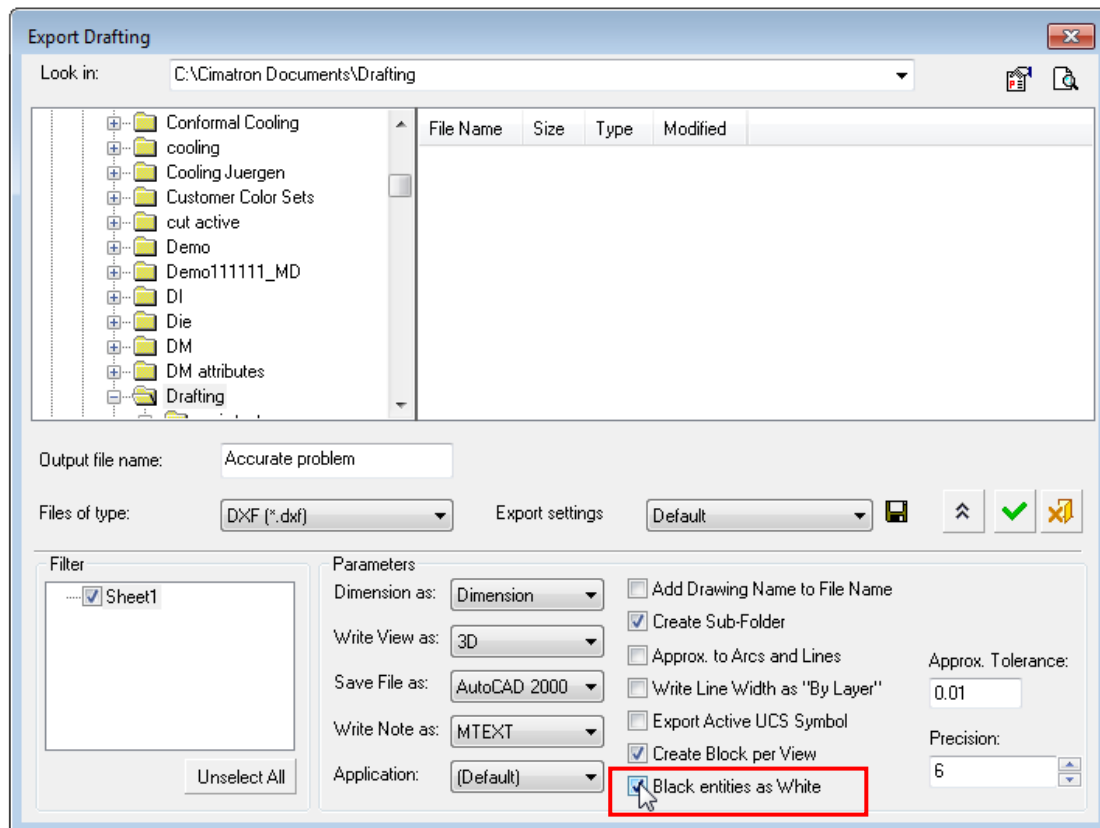 Export Drafting
Look in: C:\Cimatron Documents\Drafting
Conformal Cooling
cooling
Cooling Juergen
Customer Color Sets
cut active
Demo
Demo111111_MD
DI
Die
DM
DM attributes
Drafting
File Name Size Type Modified
Output file name: Accurate problem
Files of type: DXF (*.dxf) Export settings Default
Filter
Sheet1
Unselect All
Parameters
Dimension as: Dimension
Write View as: 3D
Save File as: AutoCAD 2000
Write Note as: MTEXT
Application: (Default)
Add Drawing Name to File Name
Create Sub-Folder
Approx. to Arcs and Lines
Write Line Width as "By Layer"
Export Active UCS Symbol
Create Block per View
Black entities as White
Approx. Tolerance:
0.01
Precision:
6